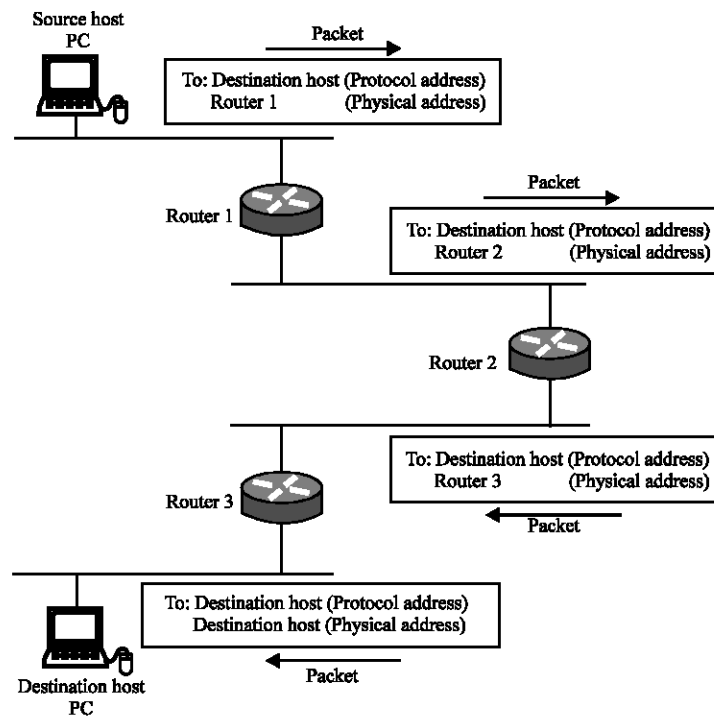 Source host
PC
Packet
To: Destination host (Protocol address)
Router 1 (Physical address)
Router 1
Packet
To: Destination host (Protocol address)
Router 2 (Physical address)
Router 2
To: Destination host (Protocol address)
Router 3 (Physical address)
Packet
Router 3
To: Destination host (Protocol address)
Destination host (Physical address)
Packet
Destination host
PC